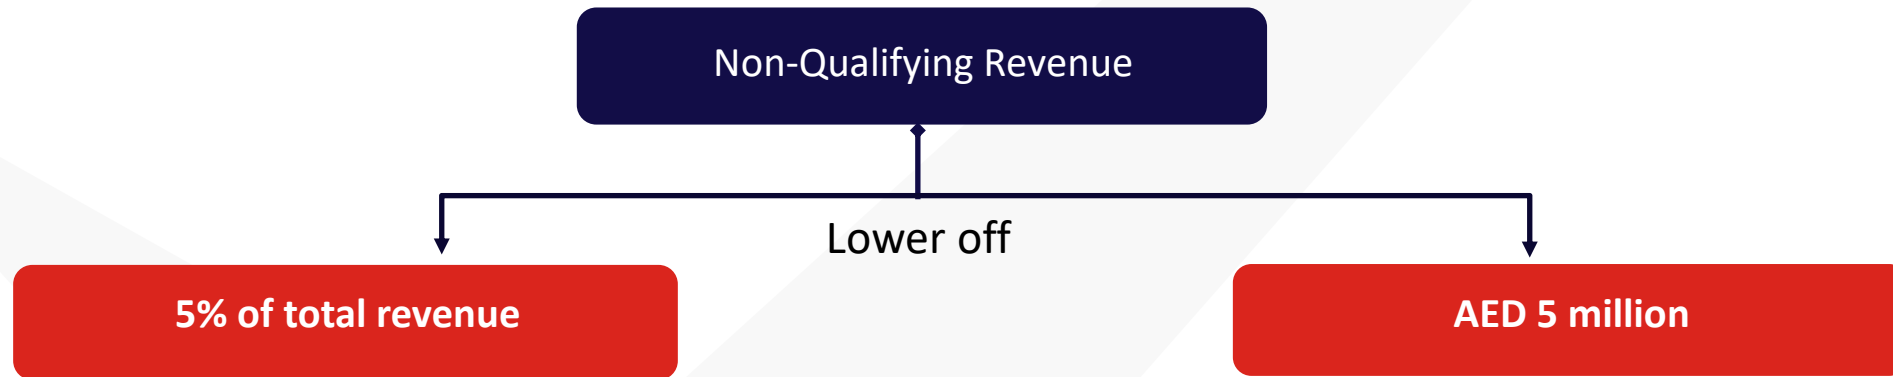 Non-Qualifying Revenue
Lower off
5% of total revenue
AED 5 million